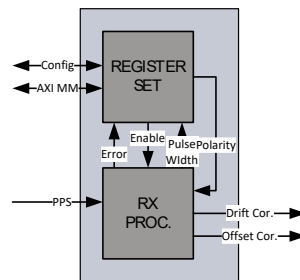 Config
AXI MM
REGISTER
SET
Error
Enable
Pulse
WIdth
Polarity
PPS
RX
PROC.
Drift Cor.
Offset Cor.